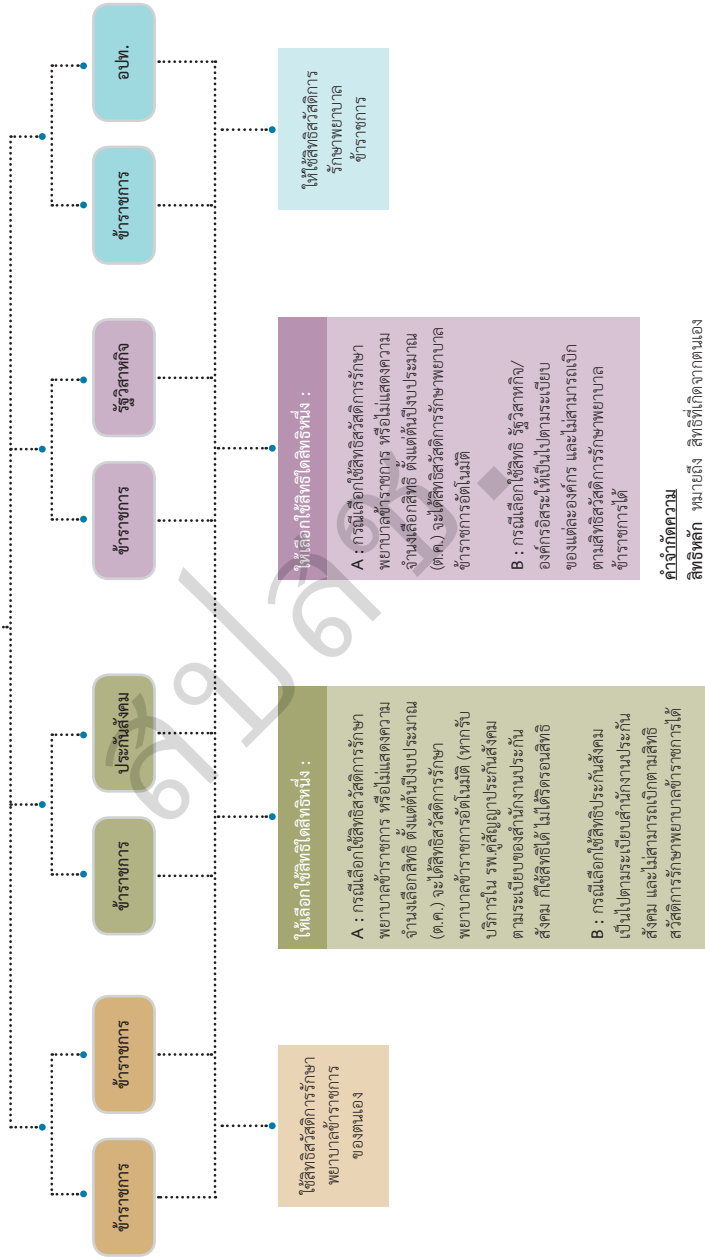 ข้าราชการ
ข้าราชการ
ข้าราชการ
ประกันสังคม
ข้าราชการ
รัฐวิสาหกิจ
ข้าราชการ
อปท.
ใช้สิทธิสวัสดิการรักษา
พยาบาลข้าราชการ
ของตนเอง
ให้เลือกใช้สิทธิใดสิทธิหนึ่ง :
A : กรณีเลือกใช้สิทธิสวัสดิการรักษา
พยาบาลข้าราชการ หรือไม่แสดงความ
จำนงเลือกสิทธิ ตั้งแต่ต้นปีงบประมาณ
(ต.ค.) จะได้สิทธิสวัสดิการรักษา
พยาบาลข้าราชการอัตโนมัติ (หากรับ
บริการใน รพ.คู่สัญญาประกันสังคม
ตามระเบียบของสำนักงานประกัน
สังคม ก็ใช้สิทธิได้ ไม่ได้ริดรอนสิทธิ
B : กรณีเลือกใช้สิทธิประกันสังคม
เป็นไปตามระเบียบสำนักงานประกัน
สังคม และไม่สามารถเบิกตามสิทธิ
สวัสดิการรักษาพยาบาลข้าราชการได้
ให้เลือกใช้สิทธิใดสิทธิหนึ่ง :
A : กรณีเลือกใช้สิทธิสวัสดิการรักษา
พยาบาลข้าราชการ หรือไม่แสดงความ
จำนงเลือกสิทธิ ตั้งแต่ต้นปีงบประมาณ
(ต.ค.) จะได้สิทธิสวัสดิการรักษาพยาบาล
ข้าราชการอัตโนมัติ
B : กรณีเลือกใช้สิทธิ รัฐวิสาหกิจ/
องค์กรอิสระให้เป็นไปตามระเบียบ
ของแต่ละองค์กร และไม่สามารถเบิก
ตามสิทธิสวัสดิการรักษาพยาบาล
ข้าราชการได้
ให้ใช้สิทธิสวัสดิการ
รักษาพยาบาล
ข้าราชการ
คำจำกัดความ
สิทธิหลัก หมายถึง สิทธิที่เกิดจากตนเอง
สปสช.